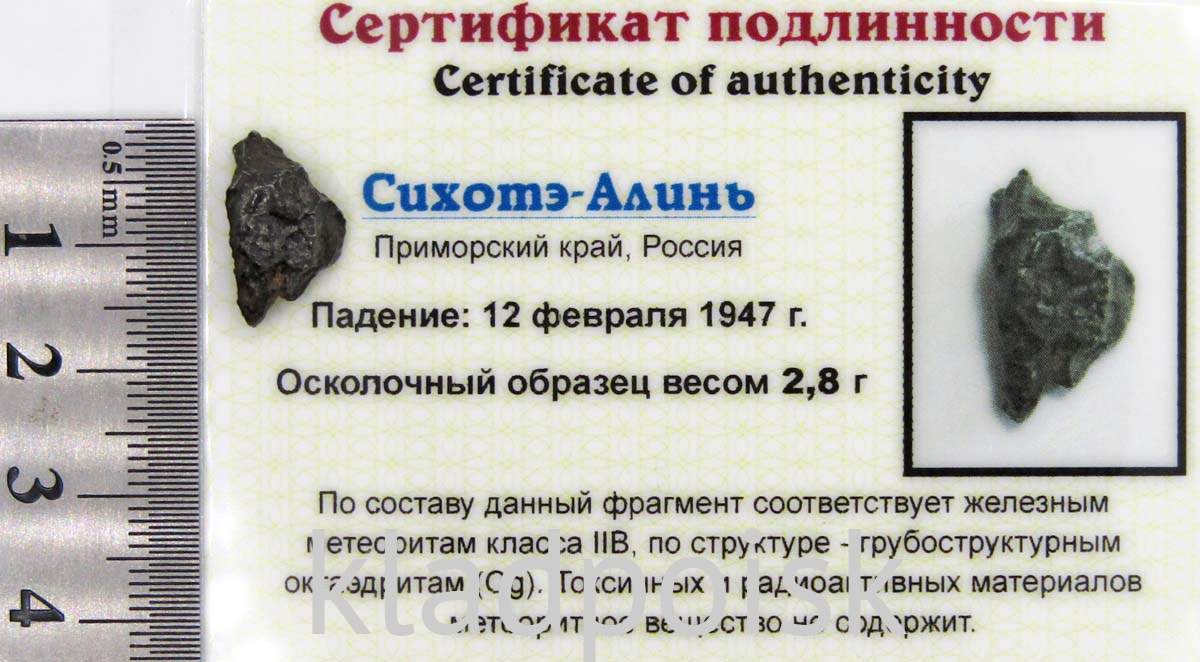 Сертификат подлинности
Certificate of authenticity
Сихотэ-Алинь
Приморский край, Россия
Падение: 12 февраля 1947 г.
Осколочный образец весом 2,8 г
По составу данный фрагмент соответствует железным
метеоритам класса IIB, по структуре - грубоструктурным
октаэдритам (Og). Токсичных и радиоактивных материалов
метеоритное вещество не содержит.
kladpoisk
0.5 mm
1
2
3
4